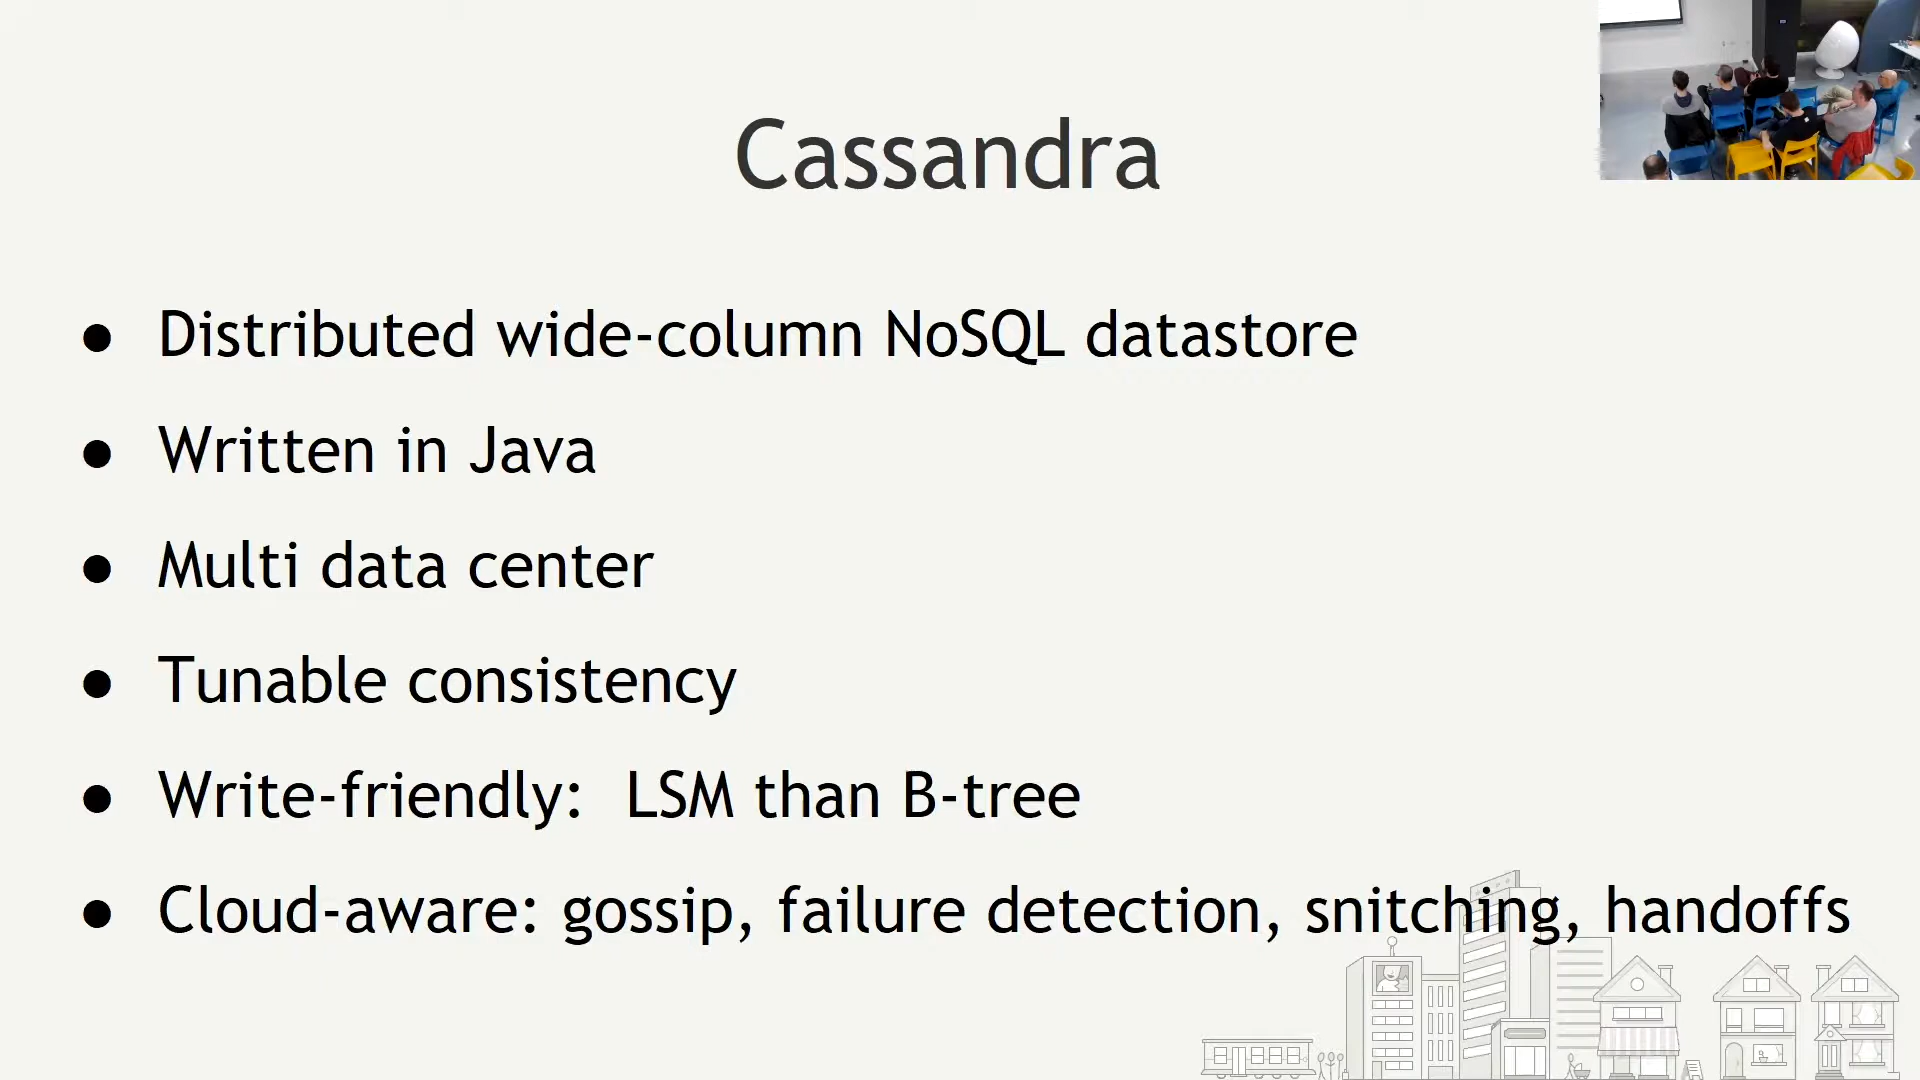 Cassandra
● Distributed wide-column NoSQL datastore
● Written in Java
● Multi data center
● Tunable consistency
● Write-friendly:  LSM than B-tree
● Cloud-aware: gossip, failure detection, snitching, handoffs